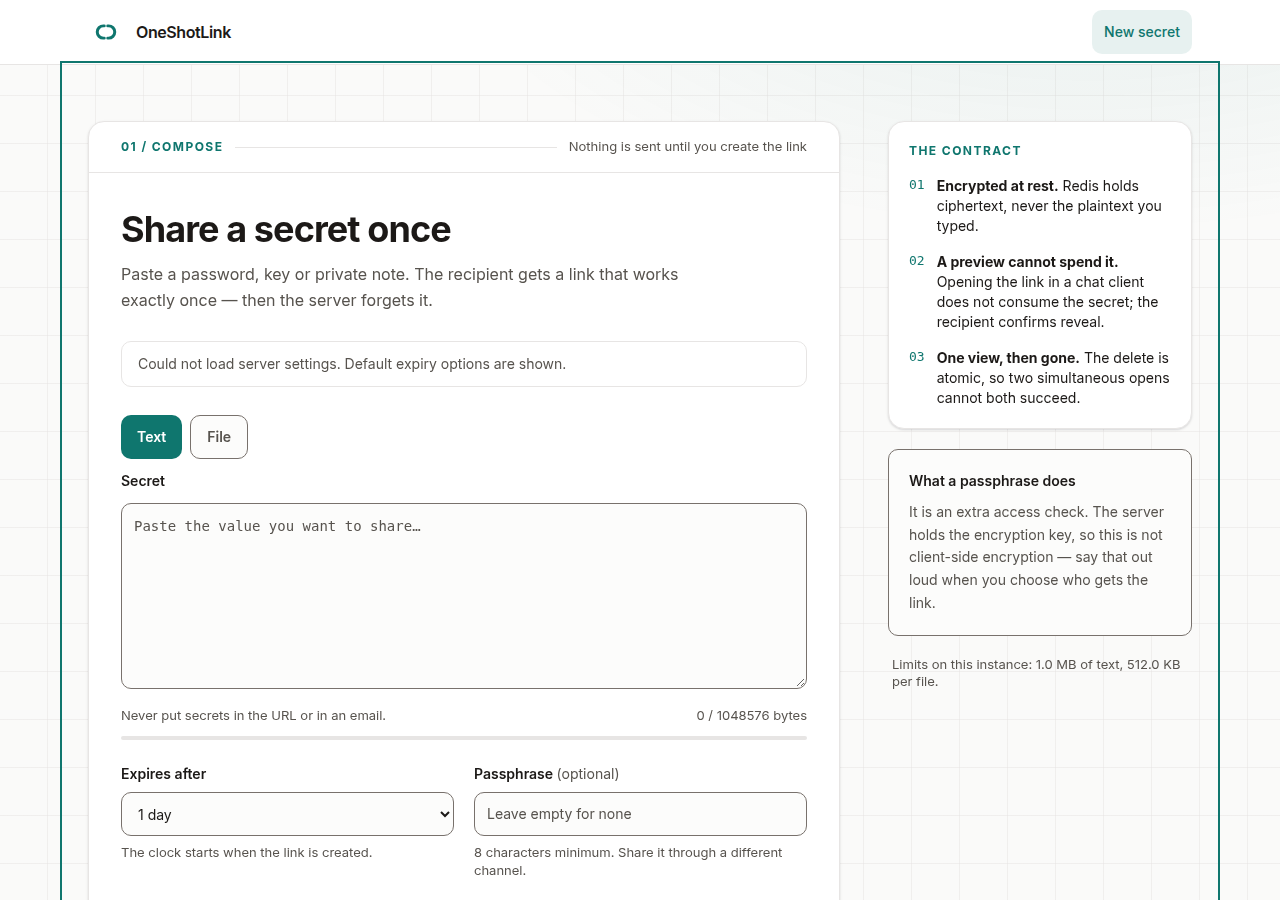 OneShotLink
New secret
01 / COMPOSE
Nothing is sent until you create the link
Share a secret once
Paste a password, key or private note. The recipient gets a link that works
exactly once — then the server forgets it.
Could not load server settings. Default expiry options are shown.
Text
File
Secret
Paste the value you want to share…
Never put secrets in the URL or in an email.
0 / 1048576 bytes
Expires after
1 day
The clock starts when the link is created.
Passphrase (optional)
Leave empty for none
8 characters minimum. Share it through a different
channel.
THE CONTRACT
01 Encrypted at rest. Redis holds
ciphertext, never the plaintext you
typed.
02 A preview cannot spend it.
Opening the link in a chat client
does not consume the secret; the
recipient confirms reveal.
03 One view, then gone. The delete is
atomic, so two simultaneous opens
cannot both succeed.
What a passphrase does
It is an extra access check. The server
holds the encryption key, so this is not
client-side encryption — say that out
loud when you choose who gets the
link.
Limits on this instance: 1.0 MB of text, 512.0 KB
per file.